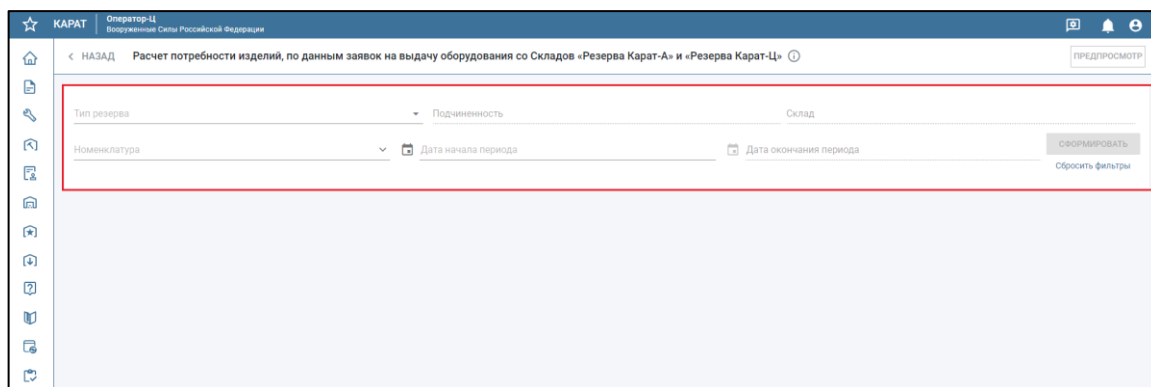 КАРАТ
Оператор-Ц
Вооруженные Силы Российской Федерации
НАЗАД Расчет потребности изделий, по данным заявок на выдачу оборудования со Складов «Резерва Карат-А» и «Резерва Карат-Ц» ПРЕДПРОСМОТР
Тип резерва Подчиненность Склад
Номенклатура Дата начала периода Дата окончания периода СФОРМИРОВАТЬ
Сбросить фильтры